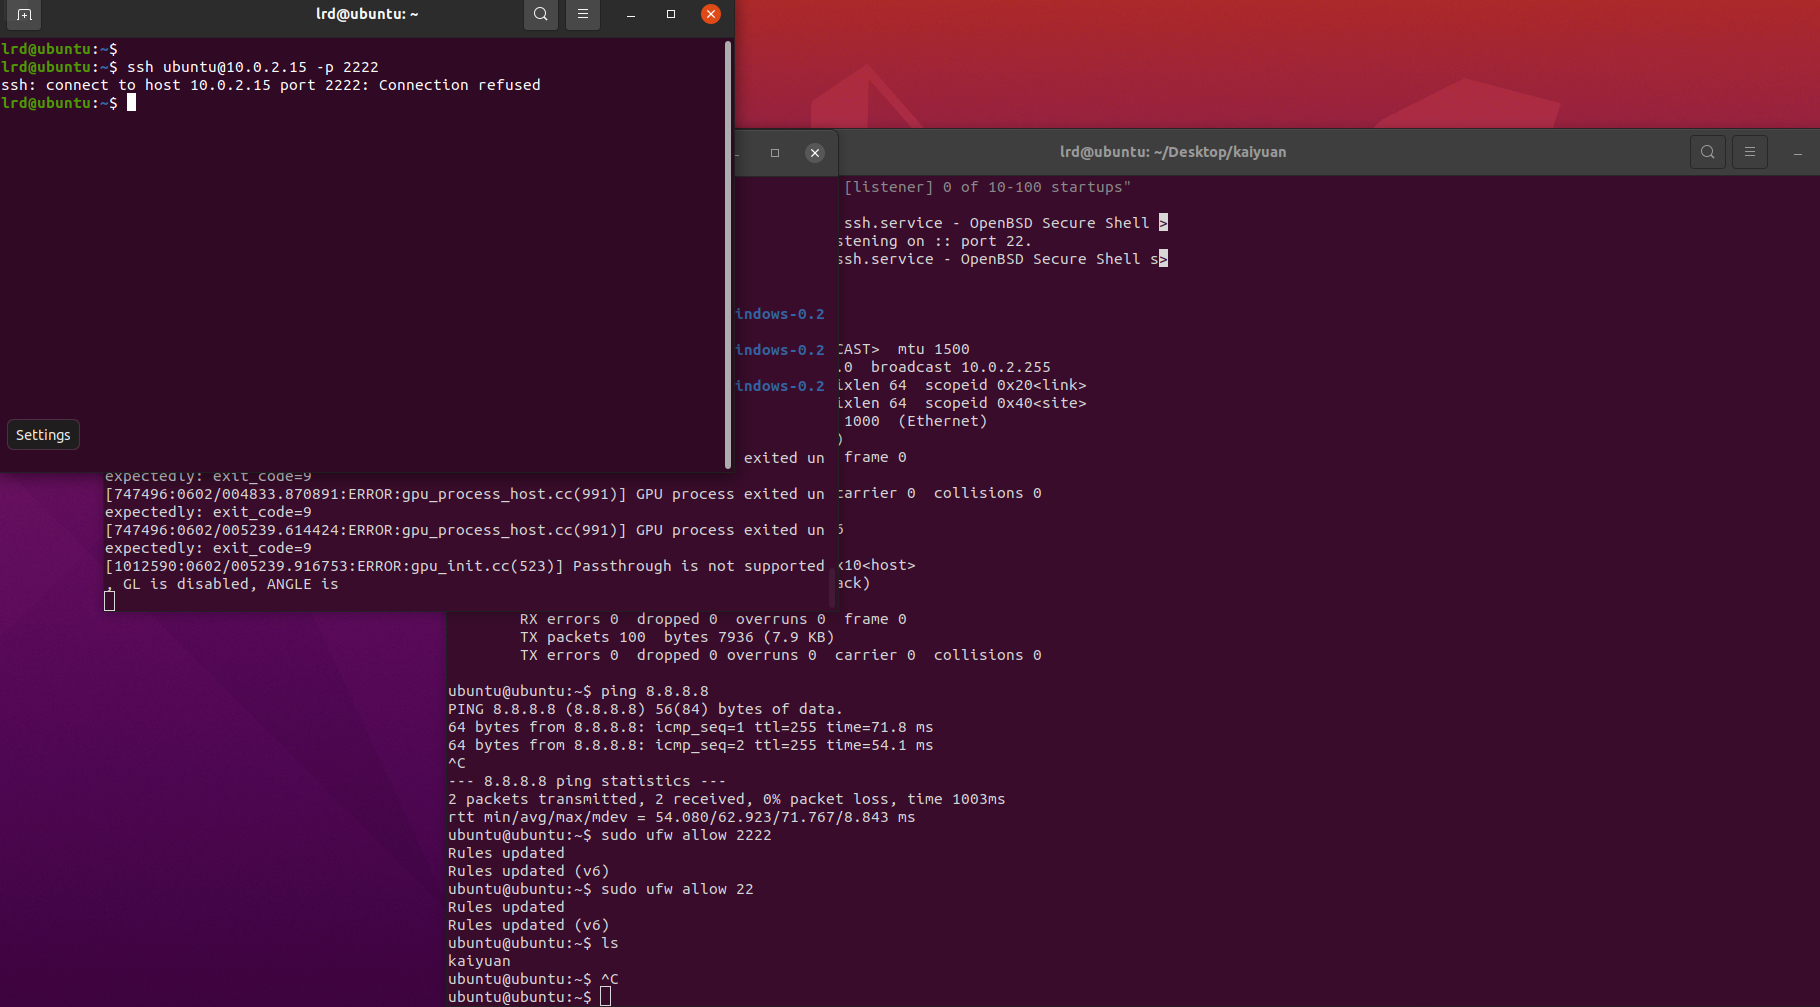 lrd@ubuntu: ~
lrd@ubuntu:~$
lrd@ubuntu:~$ ssh ubuntu@10.0.2.15 -p 2222
ssh: connect to host 10.0.2.15 port 2222: Connection refused
lrd@ubuntu:~$
Settings
indows-0.2
indows-0.2
indows-0.2
exited un
expectedly: exit_code=9
[747496:0602/004833.870891:ERROR:gpu_process_host.cc(991)] GPU process exited un
expectedly: exit_code=9
[747496:0602/005239.614424:ERROR:gpu_process_host.cc(991)] GPU process exited un
expectedly: exit_code=9
[1012590:0602/005239.916753:ERROR:gpu_init.cc(523)] Passthrough is not supported
, GL is disabled, ANGLE is
lrd@ubuntu: ~/Desktop/kaiyuan
[listener] 0 of 10-100 startups"
ssh.service - OpenBSD Secure Shell >
stening on :: port 22.
ssh.service - OpenBSD Secure Shell s>
CAST>  mtu 1500
.0  broadcast 10.0.2.255
ixlen 64  scopeid 0x20<link>
ixlen 64  scopeid 0x40<site>
1000  (Ethernet)
)
frame 0
carrier 0  collisions 0
x10<host>
ack)
RX errors 0  dropped 0  overruns 0  frame 0
TX packets 100  bytes 7936 (7.9 KB)
TX errors 0  dropped 0 overruns 0  carrier 0  collisions 0
ubuntu@ubuntu:~$ ping 8.8.8.8
PING 8.8.8.8 (8.8.8.8) 56(84) bytes of data.
64 bytes from 8.8.8.8: icmp_seq=1 ttl=255 time=71.8 ms
64 bytes from 8.8.8.8: icmp_seq=2 ttl=255 time=54.1 ms
^C
--- 8.8.8.8 ping statistics ---
2 packets transmitted, 2 received, 0% packet loss, time 1003ms
rtt min/avg/max/mdev = 54.080/62.923/71.767/8.843 ms
ubuntu@ubuntu:~$ sudo ufw allow 2222
Rules updated
Rules updated (v6)
ubuntu@ubuntu:~$ sudo ufw allow 22
Rules updated
Rules updated (v6)
ubuntu@ubuntu:~$ ls
kaiyuan
ubuntu@ubuntu:~$ ^C
ubuntu@ubuntu:~$